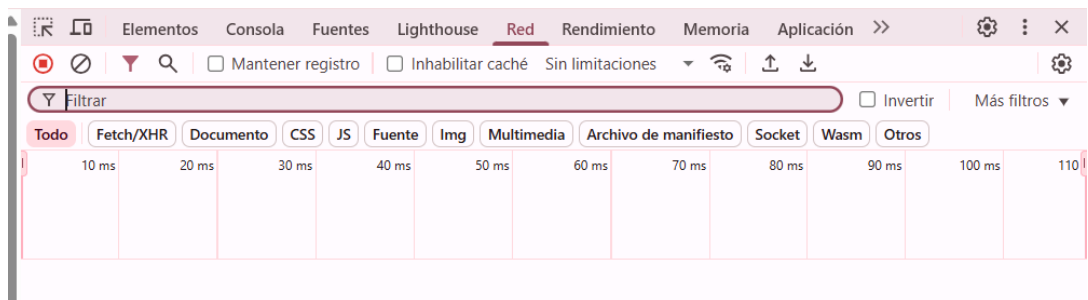 Elementos Consola Fuentes Lighthouse Red Rendimiento Memoria Aplicación
Mantener registro Inhabilitar caché Sin limitaciones
Filtrar Invertir Más filtros
Todo Fetch/XHR Documento CSS JS Fuente Img Multimedia Archivo de manifiesto Socket Wasm Otros
10 ms 20 ms 30 ms 40 ms 50 ms 60 ms 70 ms 80 ms 90 ms 100 ms 110